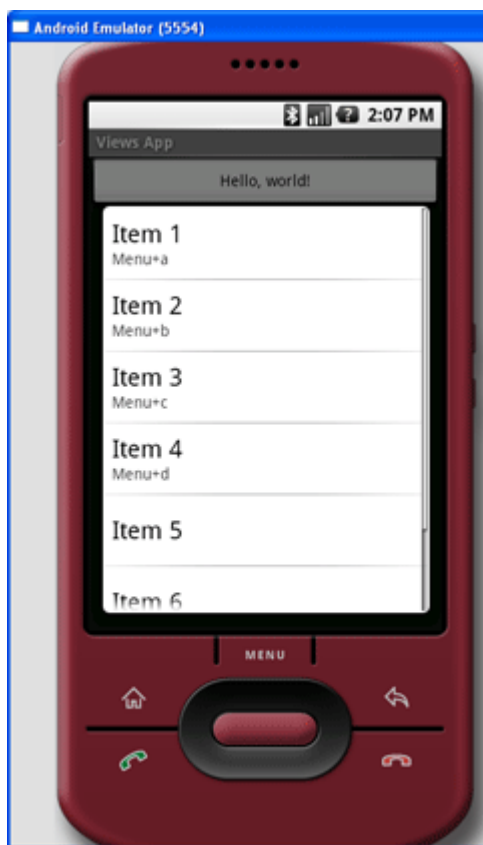 Android Emulator (5554)
2:07 PM
Views App
Hello, world!
Item 1
Menu+a
Item 2
Menu+b
Item 3
Menu+c
Item 4
Menu+d
Item 5
Item 6
MENU